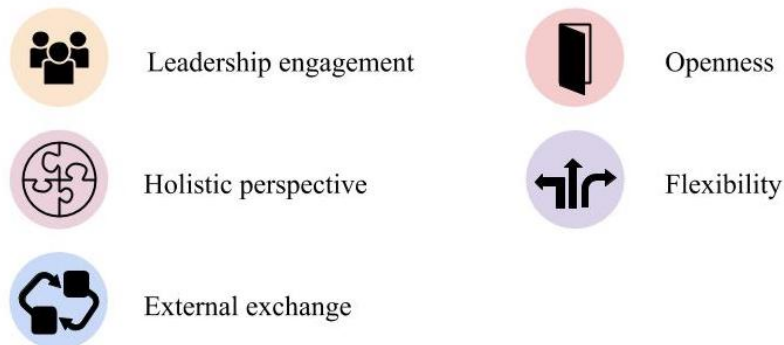 Leadership engagement
Openness
Holistic perspective
Flexibility
External exchange